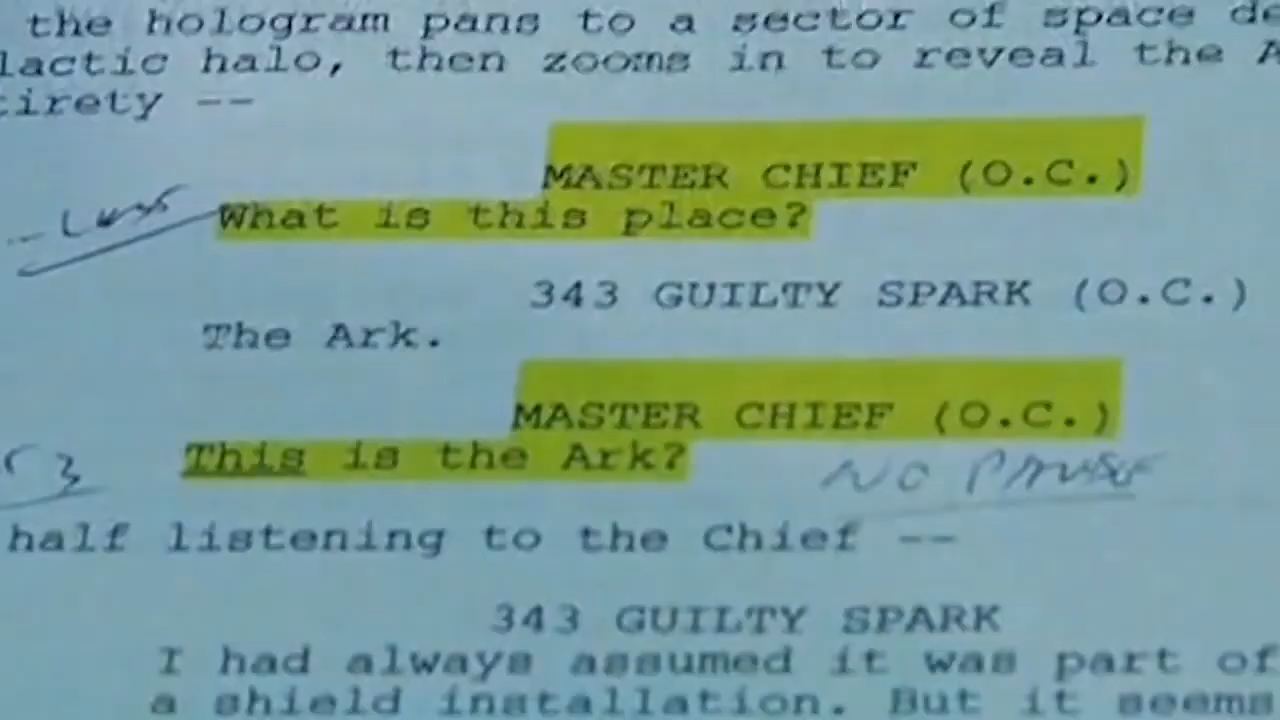 the hologram pans to a sector of space de
lactic halo, then zooms in to reveal the A
tirety --
MASTER CHIEF (O.C.)
Less
What is this place?
343 GUILTY SPARK (O.C.)
The Ark.
MASTER CHIEF (O.C.)
This is the Ark?
NO PAUSE
half listening to the Chief --
343 GUILTY SPARK
I had always assumed it was part of
a shield installation. But it seems